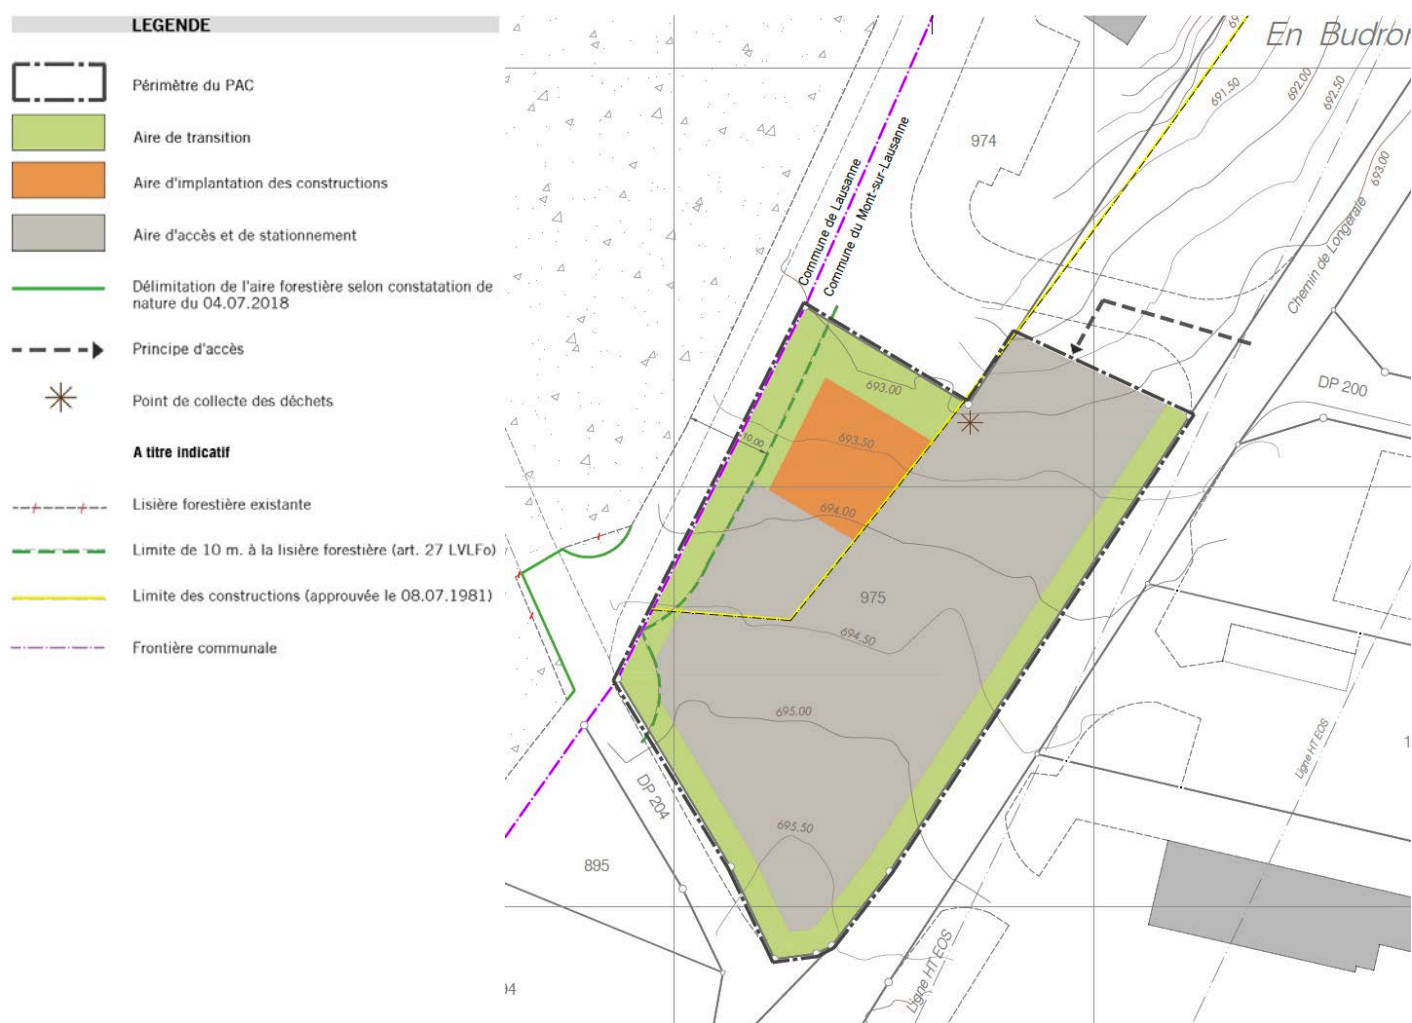 LEGENDE
Périmètre du PAC
Aire de transition
Aire d'implantation des constructions
Aire d'accès et de stationnement
Délimitation de l'aire forestière selon constatation de
nature du 04.07.2018
Principe d'accès
Point de collecte des déchets
A titre indicatif
Lisière forestière existante
Limite de 10 m. à la lisière forestière (art. 27 LVLFo)
Limite des constructions (approuvée le 08.07.1981)
Frontière communale
En Budror
691.50
692.00
692.50
693.00
974
Commune de Lausanne
Commune du Mont-sur-Lausanne
Chemin de Longeraie
DP 200
693.00
693.50
10.00
694.00
975
694.50
695.00
695.50
DP 204
895
Ligne HT EOS
Ligne HT EOS